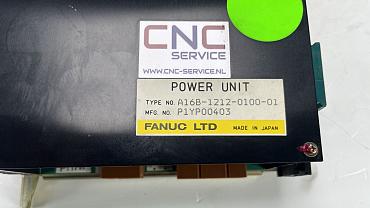 CNC
SERVICE
WWW.CNC-SERVICE.NL
POWER UNIT
TYPE NO. A16B-1212-0100-01
MFG. NO. P1YP00403
FANUC LTD MADE IN JAPAN